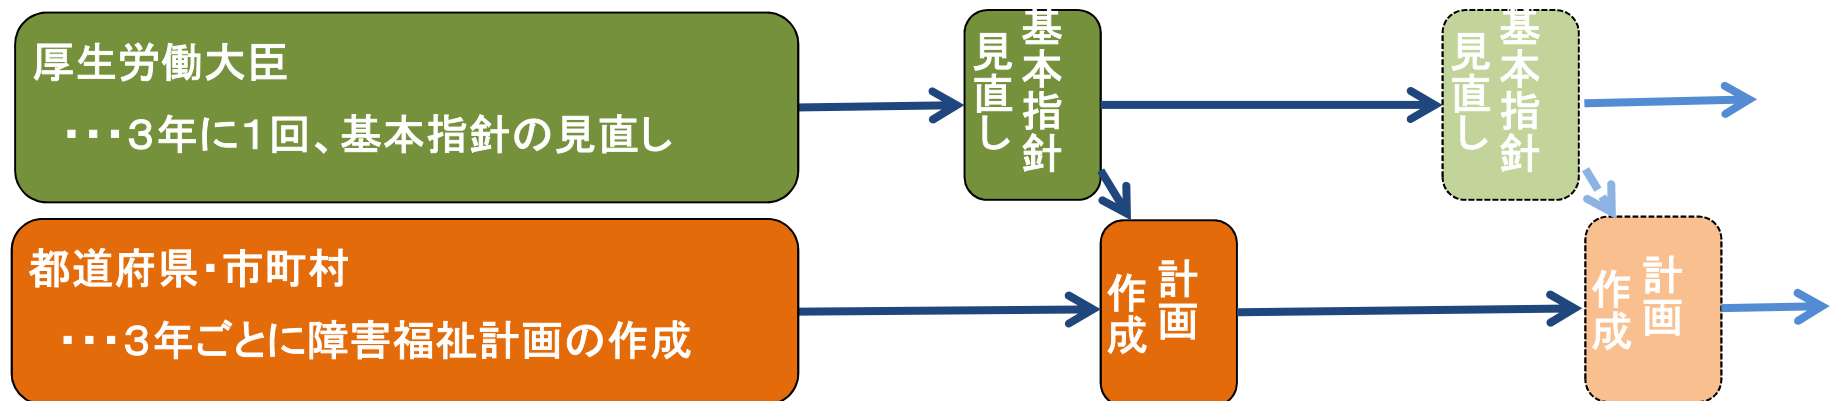 厚生労働大臣
・・・３年に１回、基本指針の見直し
基本指針
見直し
基本指針
見直し
都道府県・市町村
・・・３年ごとに障害福祉計画の作成
計画
作成
計画
作成